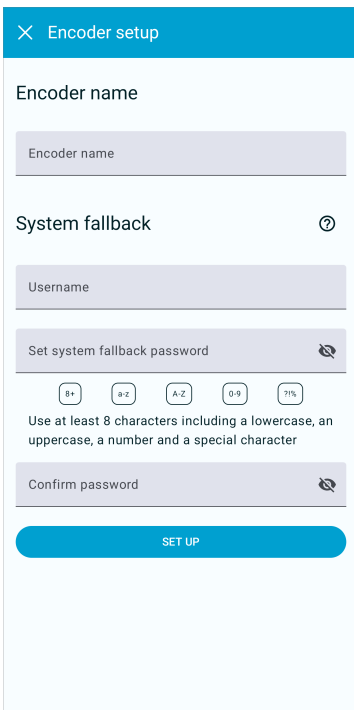 Encoder setup
Encoder name
Encoder name
System fallback
Username
Set system fallback password
8+ a-z A-Z 0-9 ?!%
Use at least 8 characters including a lowercase, an
uppercase, a number and a special character
Confirm password
SET UP